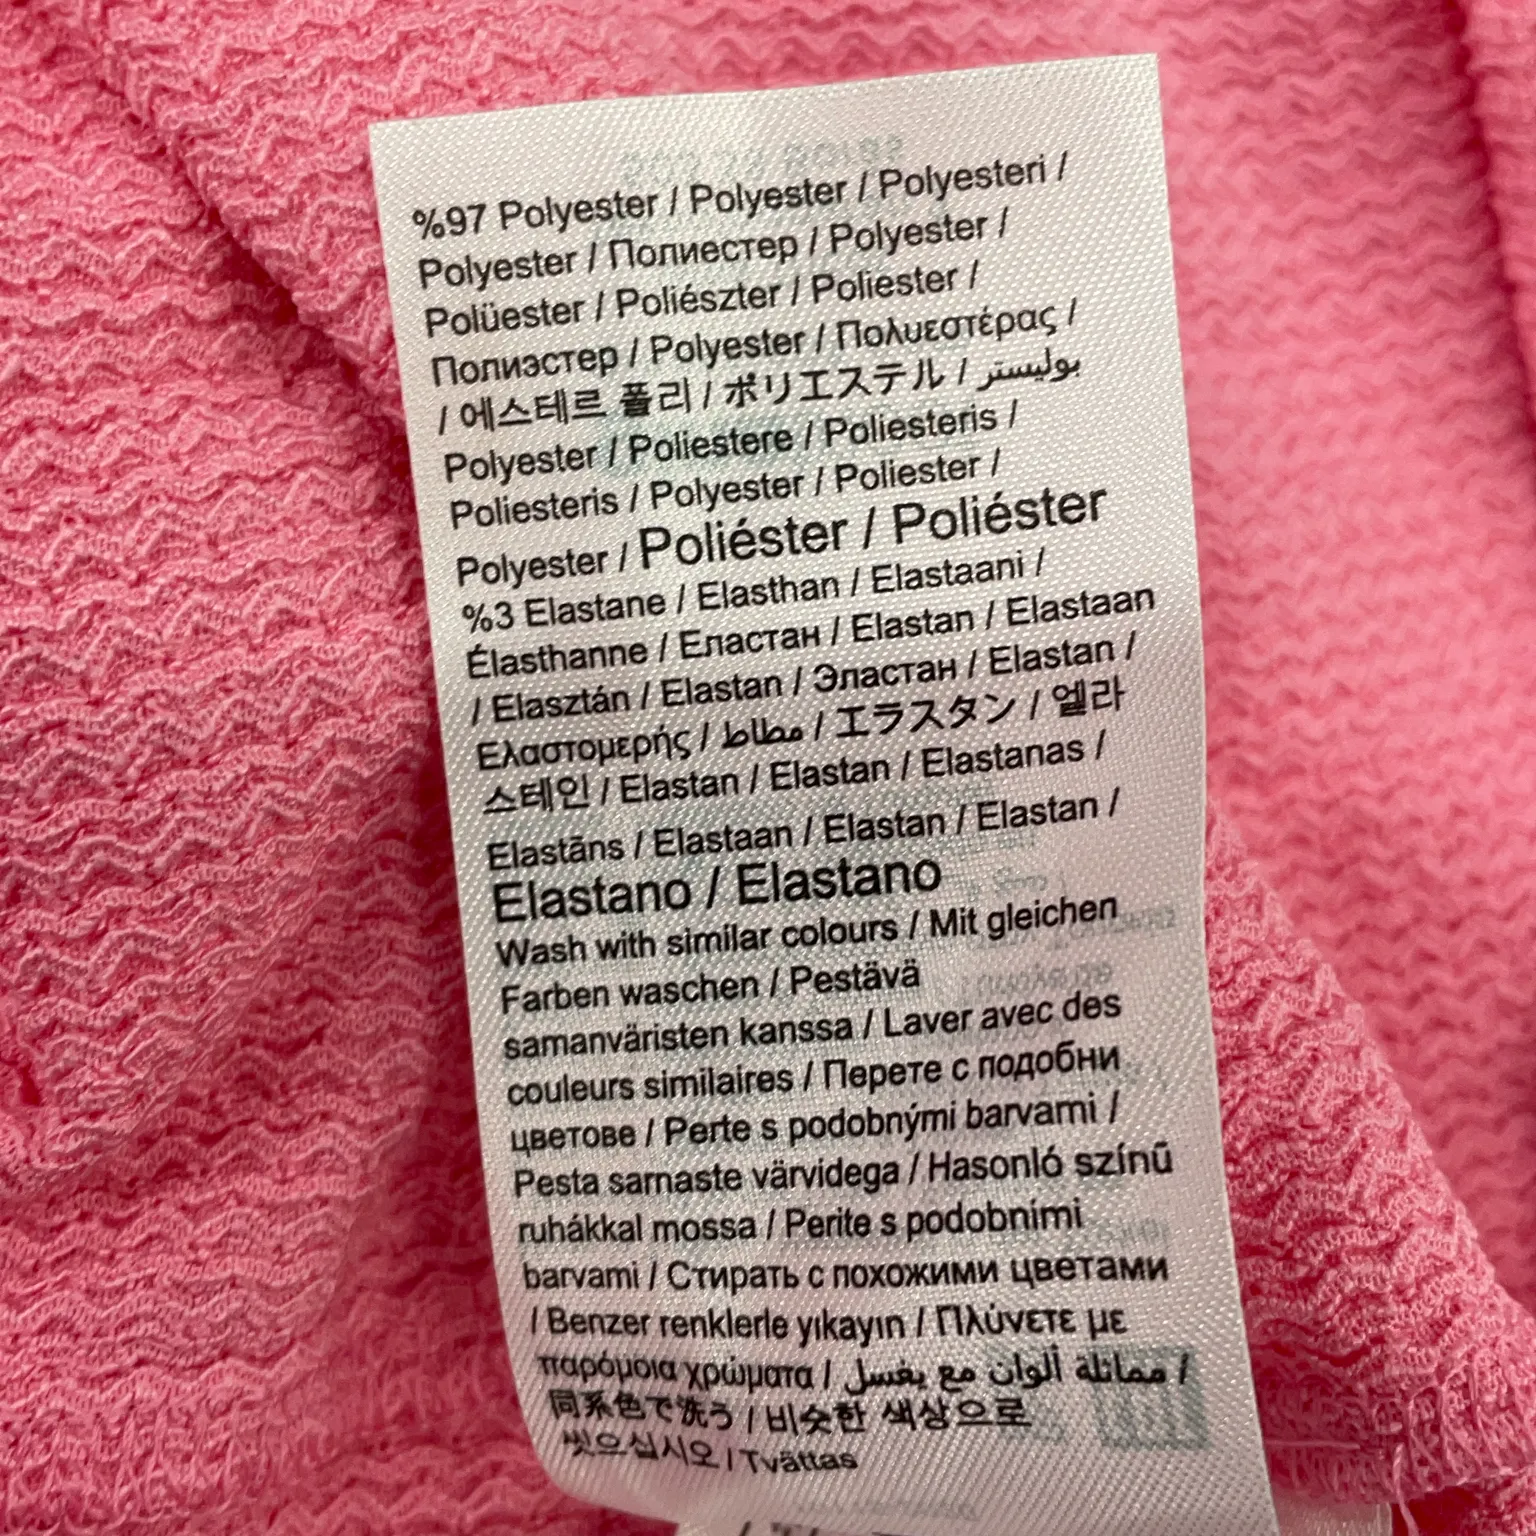 %97 Polyester / Polyester / Polyesteri /
Polyester / Полиестер / Polyester /
Polüester / Poliészter / Poliester /
Полиэстер / Polyester / Πολυεστέρας /
/ 에스테르 폴리 / ポリエステル / بوليستر
Polyester / Poliestere / Poliesteris /
Poliesteris / Polyester / Poliester /
Polyester / Poliéster / Poliéster
%3 Elastane / Elasthan / Elastaani /
Élasthanne / Еластан / Elastan / Elastaan
/ Elasztán / Elastan / Эластан / Elastan /
Ελαστομερής / مطاط / エラスタン / 엘라
스테인 / Elastan / Elastan / Elastanas /
Elastāns / Elastaan / Elastan / Elastan /
Elastano / Elastano
Wash with similar colours / Mit gleichen
Farben waschen / Pestävä
samanväristen kanssa / Laver avec des
couleurs similaires / Перете с подобни
цветове / Perte s podobnými barvami /
Pesta sarnaste värvidega / Hasonló színű
ruhákkal mossa / Perite s podobnimi
barvami / Стирать с похожими цветами
/ Benzer renklerle yıkayın / Πλύνετε με
παρόμοια χρώματα / مماثلة ألوان مع يغسل /
同系色で洗う / 비슷한 색상으로
씻으십시오 / Tvättas